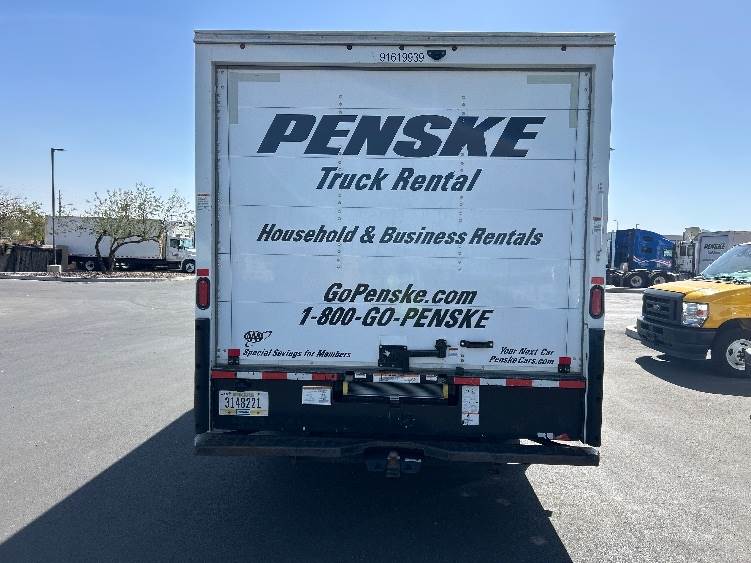 91619939
PENSKE
Truck Rental
Household & Business Rentals
GoPenske.com
1-800-GO-PENSKE
AAA
Special Savings for Members
Your Next Car
PenskeCars.com
3148221
PENSKE